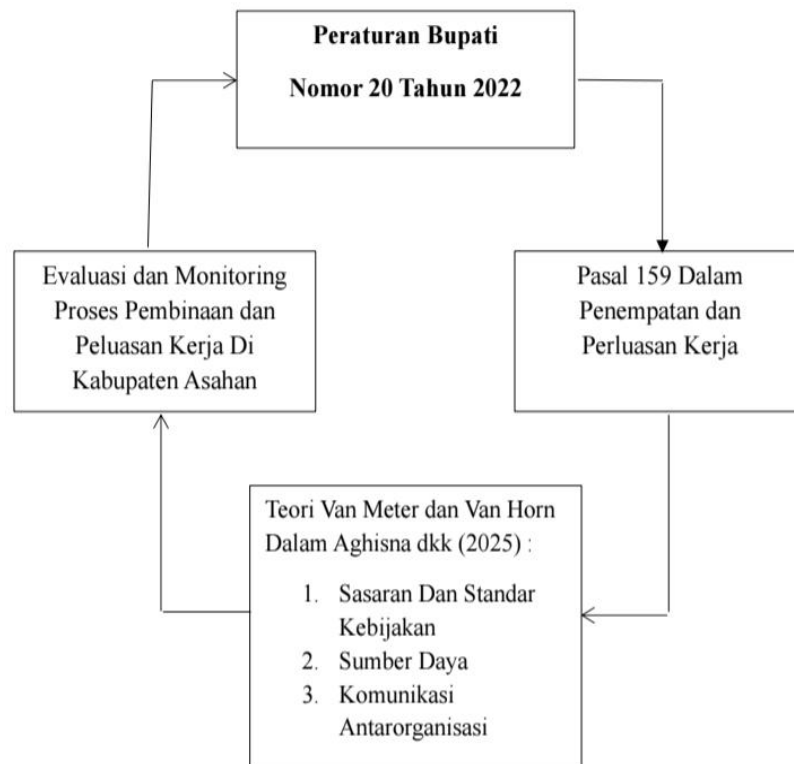 Peraturan Bupati
Nomor 20 Tahun 2022
Evaluasi dan Monitoring
Proses Pembinaan dan
Peluasan Kerja Di
Kabupaten Asahan
Pasal 159 Dalam
Penempatan dan
Perluasan Kerja
Teori Van Meter dan Van Horn
Dalam Aghisna dkk (2025) :
1. Sasaran Dan Standar
Kebijakan
2. Sumber Daya
3. Komunikasi
Antarorganisasi